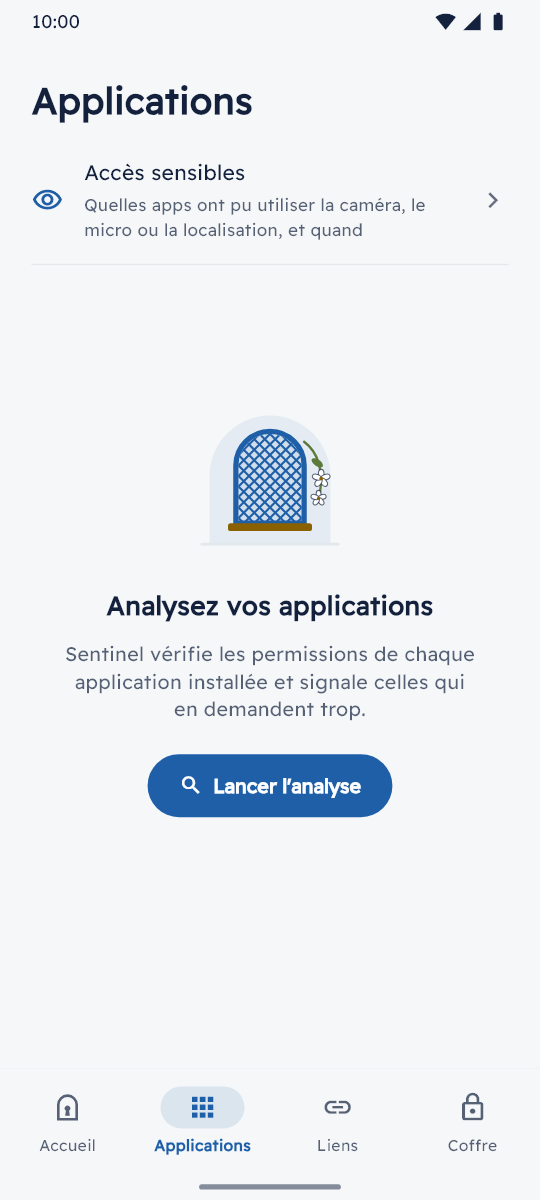 10:00
Applications
Accès sensibles
Quelles apps ont pu utiliser la caméra, le
micro ou la localisation, et quand
Analysez vos applications
Sentinel vérifie les permissions de chaque
application installée et signale celles qui
en demandent trop.
Lancer l'analyse
Accueil
Applications
Liens
Coffre